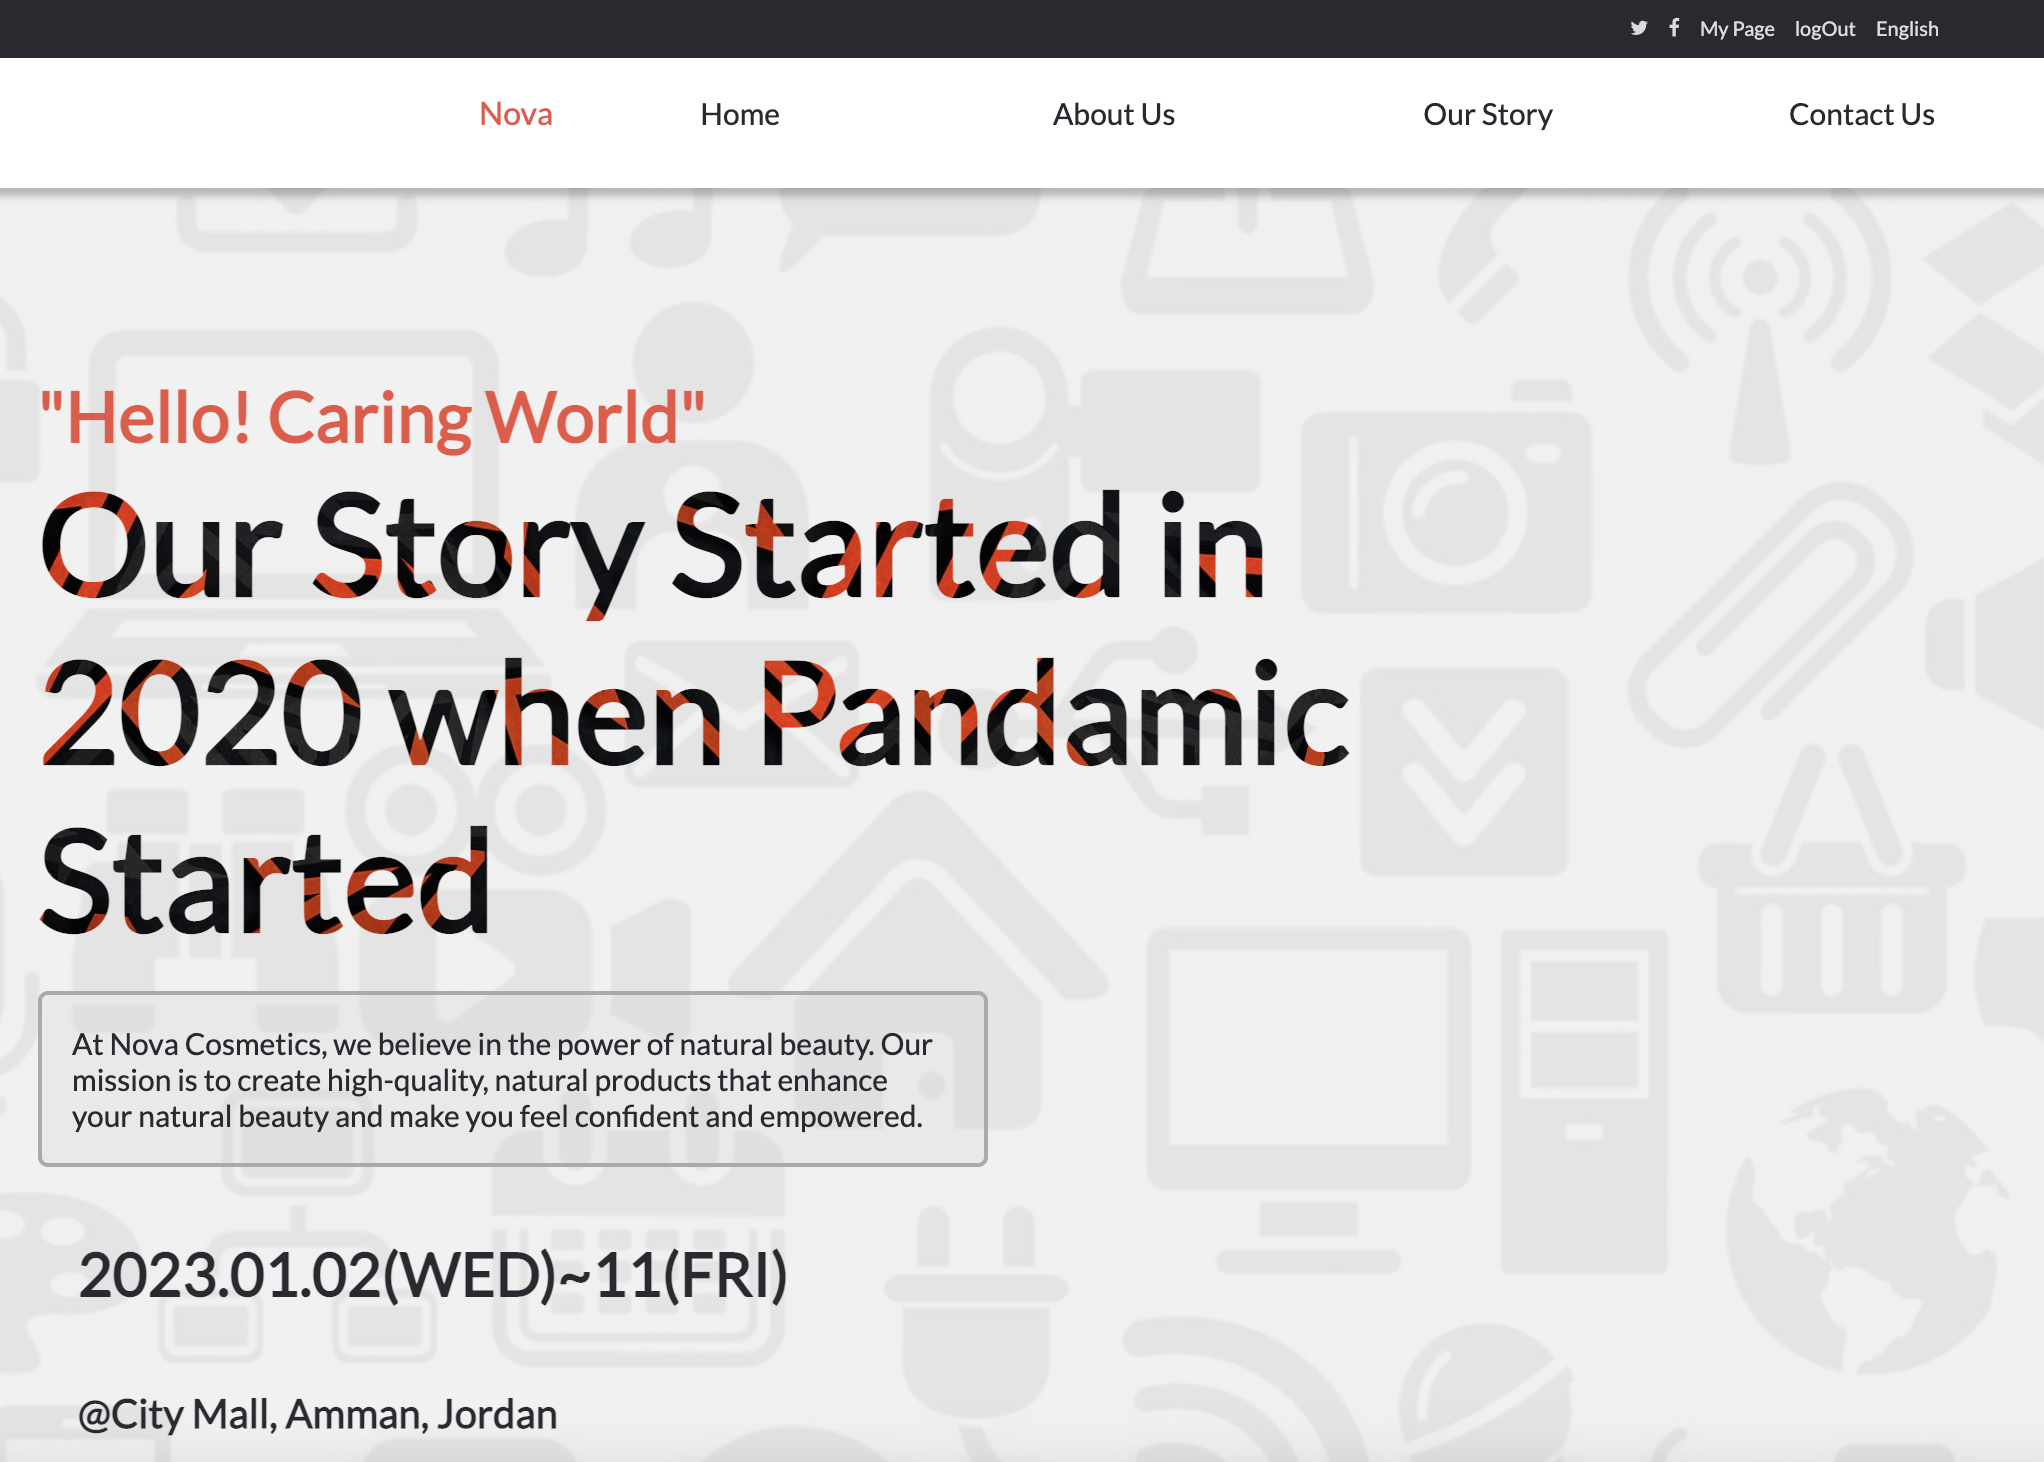 My Page logOut English
Nova Home About Us Our Story Contact Us
"Hello! Caring World"
Our Story Started in
2020 when Pandamic
Started
At Nova Cosmetics, we believe in the power of natural beauty. Our
mission is to create high-quality, natural products that enhance
your natural beauty and make you feel confident and empowered.
2023.01.02(WED)~11(FRI)
@City Mall, Amman, Jordan